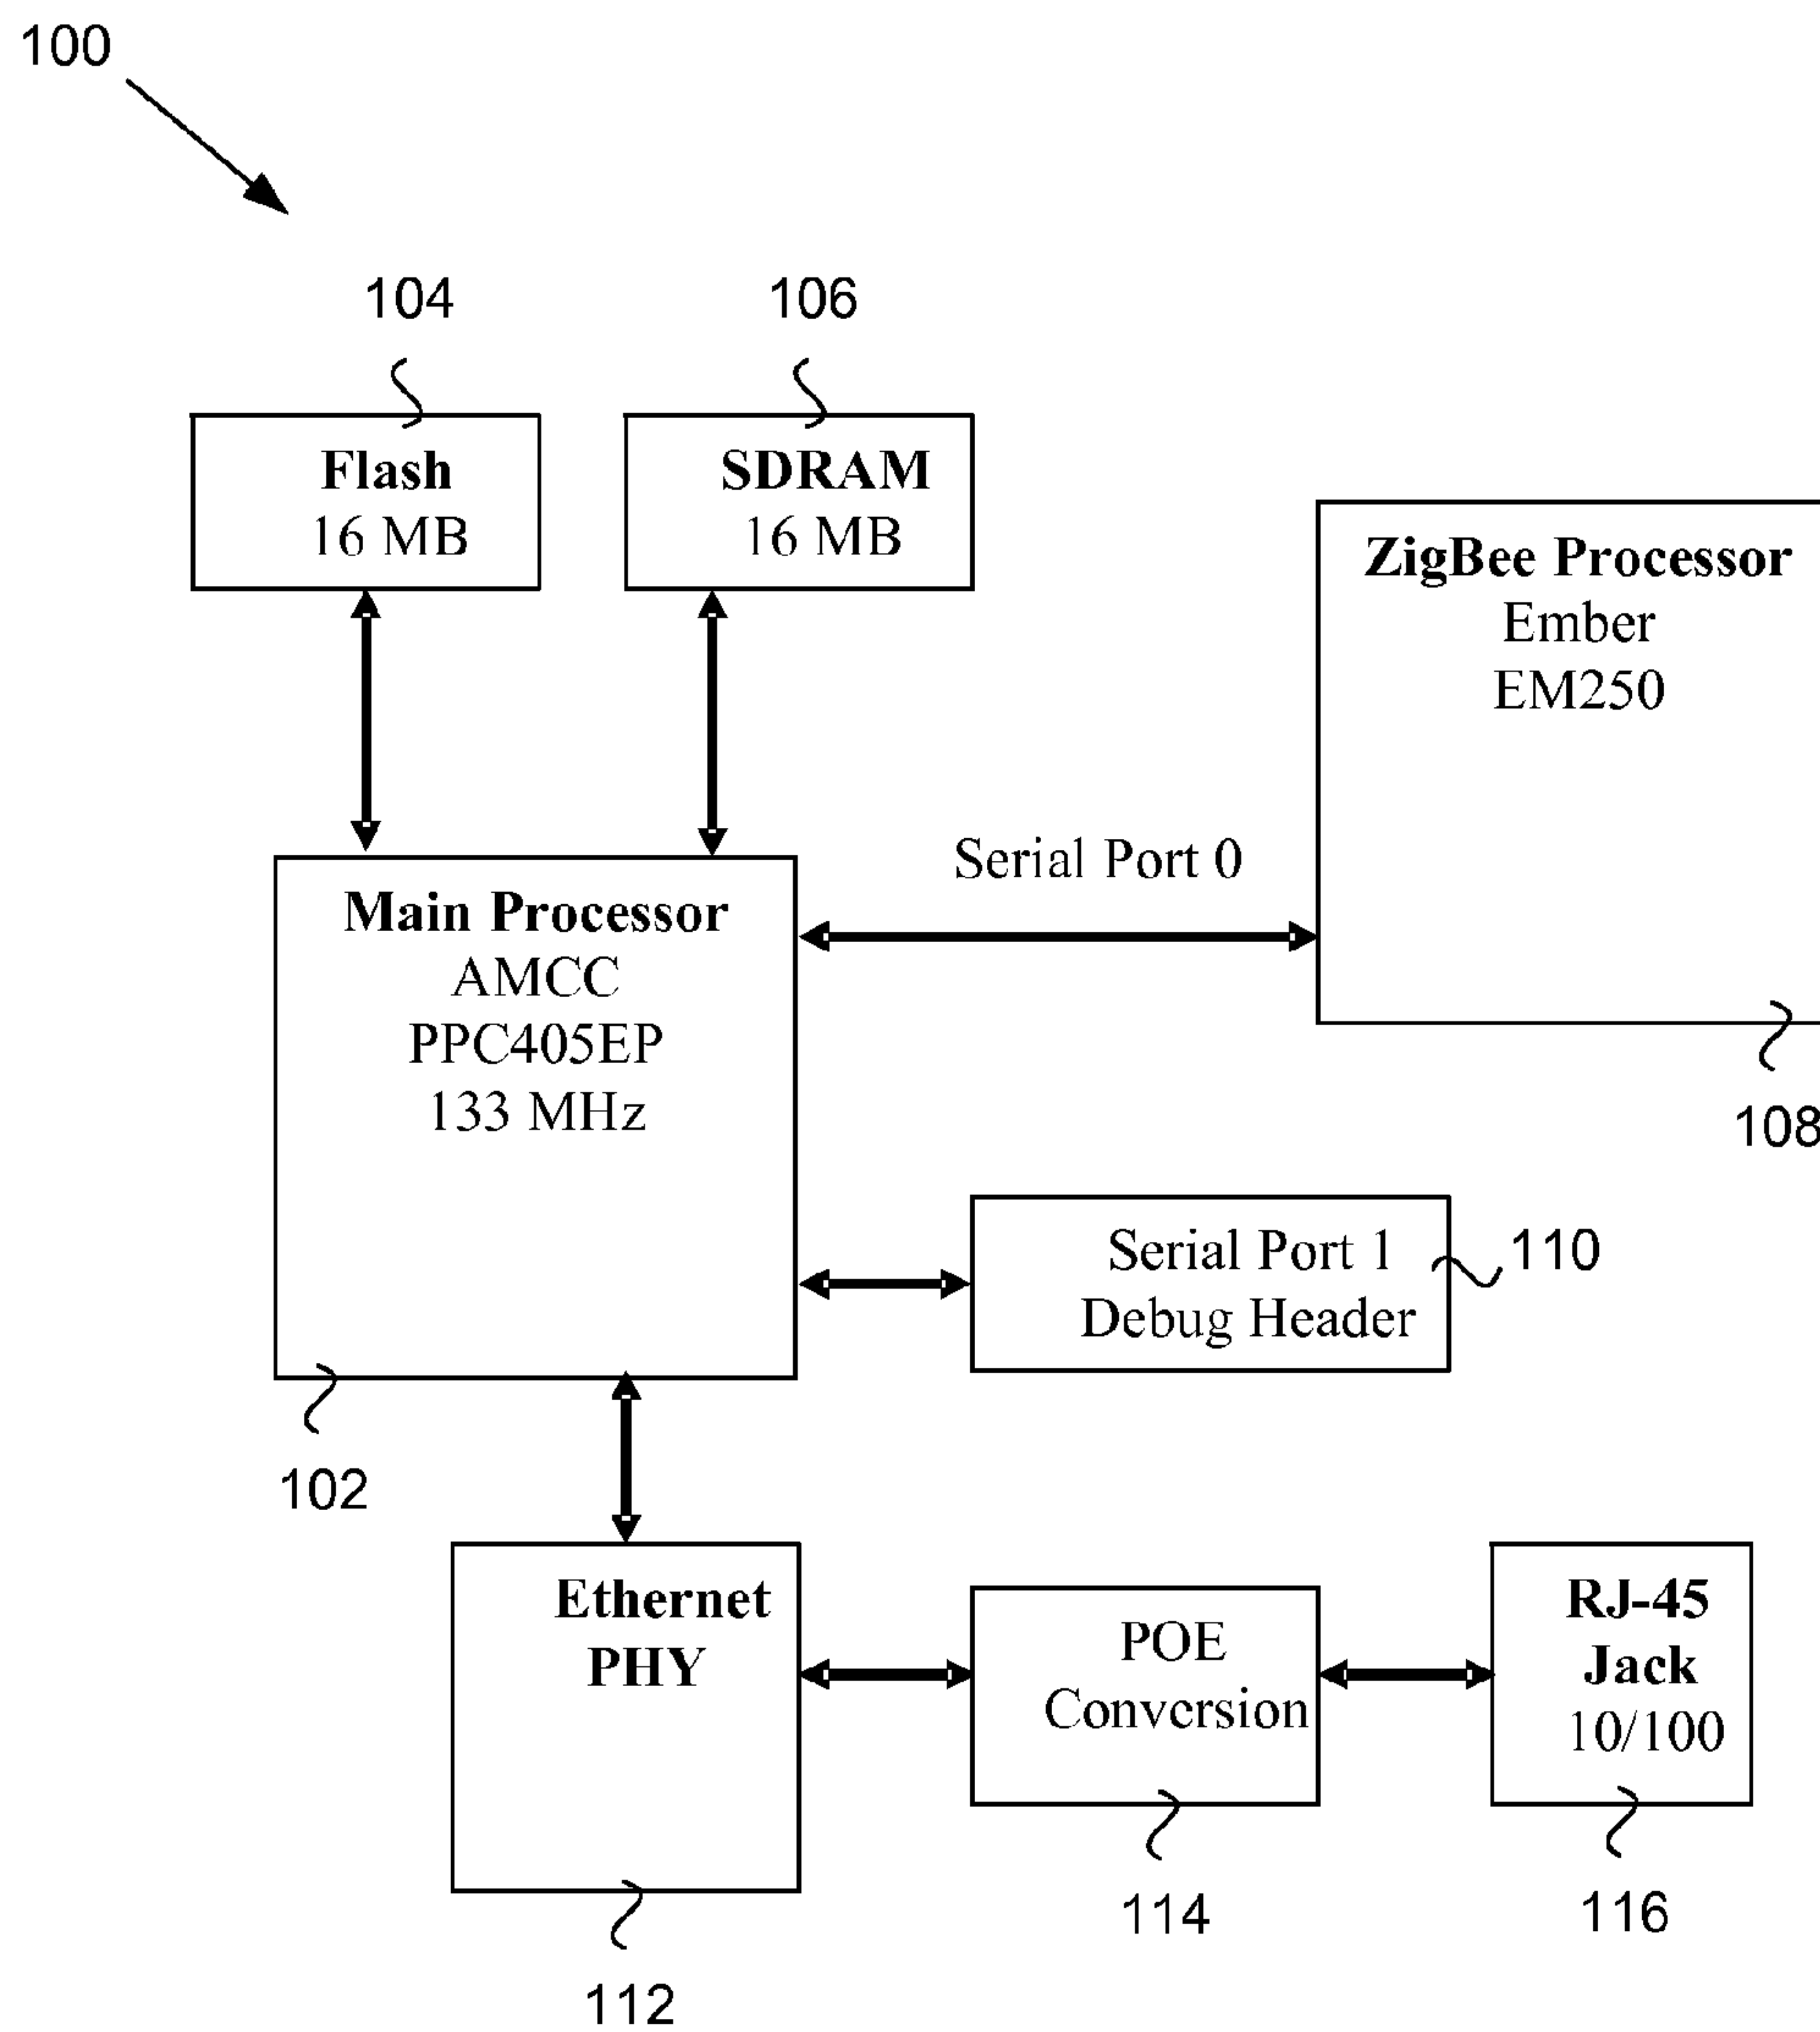 100
104
106
Flash
16 MB
SDRAM
16 MB
ZigBee Processor
Ember
EM250
108
Serial Port 0
Main Processor
AMCC
PPC405EP
133 MHz
102
Serial Port 1
Debug Header
110
Ethernet
PHY
112
POE
Conversion
114
RJ-45
Jack
10/100
116